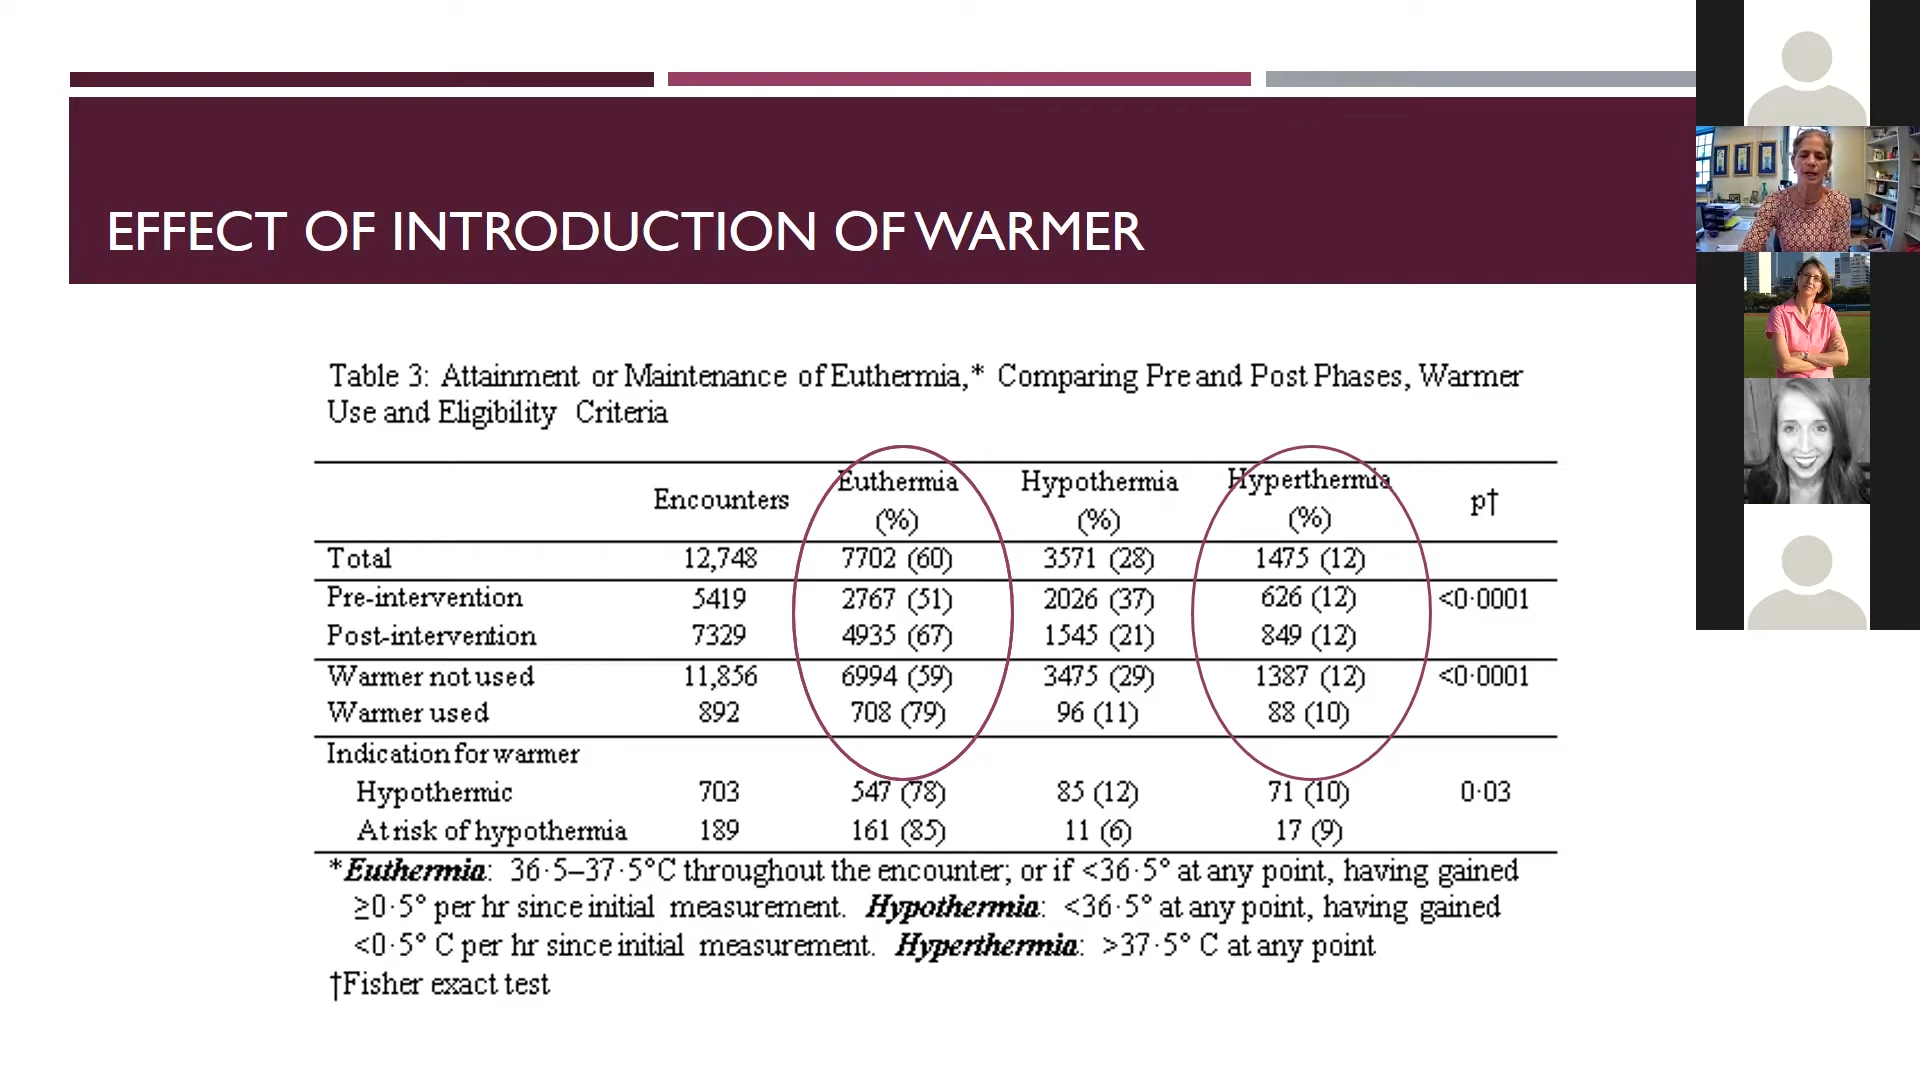 EFFECT OF INTRODUCTION OF WARMER
Table 3: Attainment or Maintenance of Euthermia,* Comparing Pre and Post Phases, Warmer
Use and Eligibility Criteria
Encounters Euthermia (%) Hypothermia (%) Hyperthermia (%) p†
Total 12,748 7702 (60) 3571 (28) 1475 (12)
Pre-intervention 5419 2767 (51) 2026 (37) 626 (12) <0·0001
Post-intervention 7329 4935 (67) 1545 (21) 849 (12)
Warmer not used 11,856 6994 (59) 3475 (29) 1387 (12) <0·0001
Warmer used 892 708 (79) 96 (11) 88 (10)
Indication for warmer
Hypothermic 703 547 (78) 85 (12) 71 (10) 0·03
At risk of hypothermia 189 161 (85) 11 (6) 17 (9)
*Euthermia: 36·5–37·5°C throughout the encounter; or if <36·5° at any point, having gained
≥0·5° per hr since initial measurement. Hypothermia: <36·5° at any point, having gained
<0·5° C per hr since initial measurement. Hyperthermia: >37·5° C at any point
†Fisher exact test